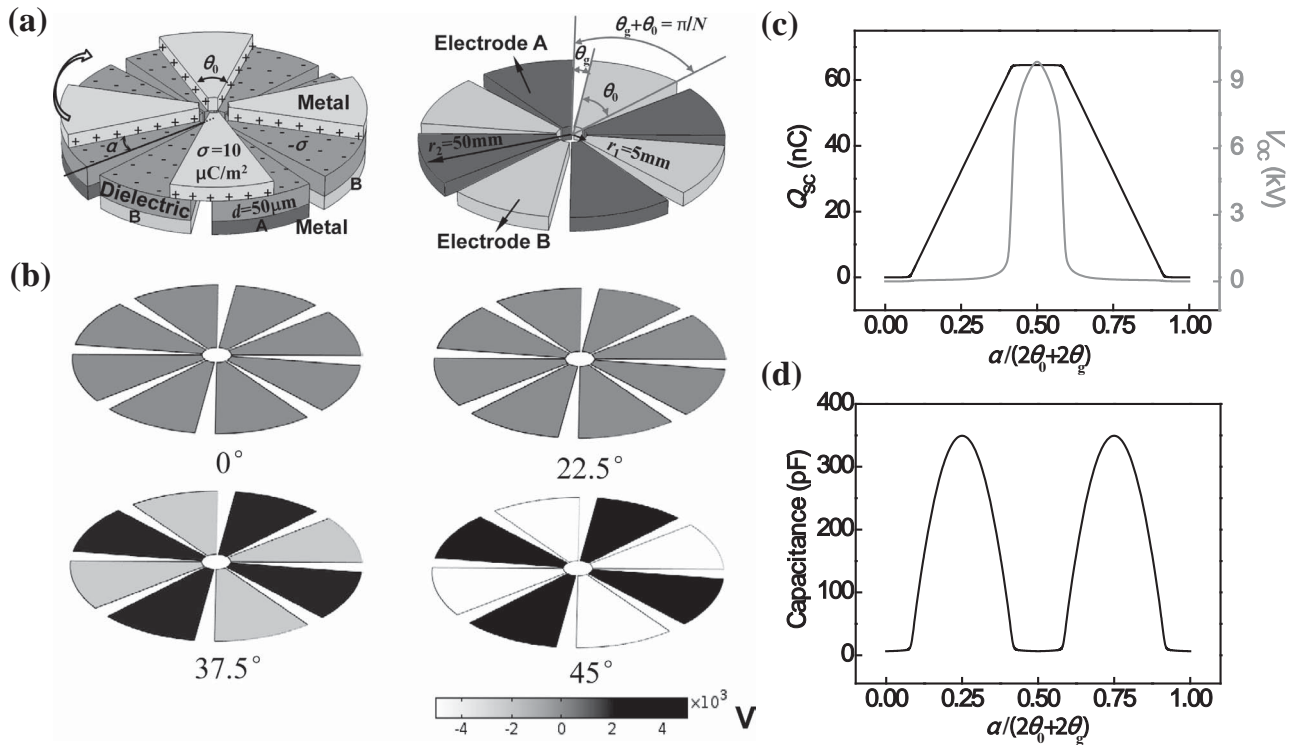 (a)
θ0
Metal
α
σ=10
μC/m²
-σ
Dielectric
B
d=50μm
A
Metal
B
Electrode A
θg+θ0 = π/N
θg
θ0
r2=50mm
r1=5mm
Electrode B
(b)
0°
22.5°
37.5°
45°
-4 -2 0 2 4
×10³
V
(c)
QSC (nC)
60
40
20
0
VOC (kV)
9
6
3
0
0.00 0.25 0.50 0.75 1.00
α/(2θ0+2θg)
(d)
Capacitance (pF)
400
300
200
100
0
0.00 0.25 0.50 0.75 1.00
α/(2θ0+2θg)